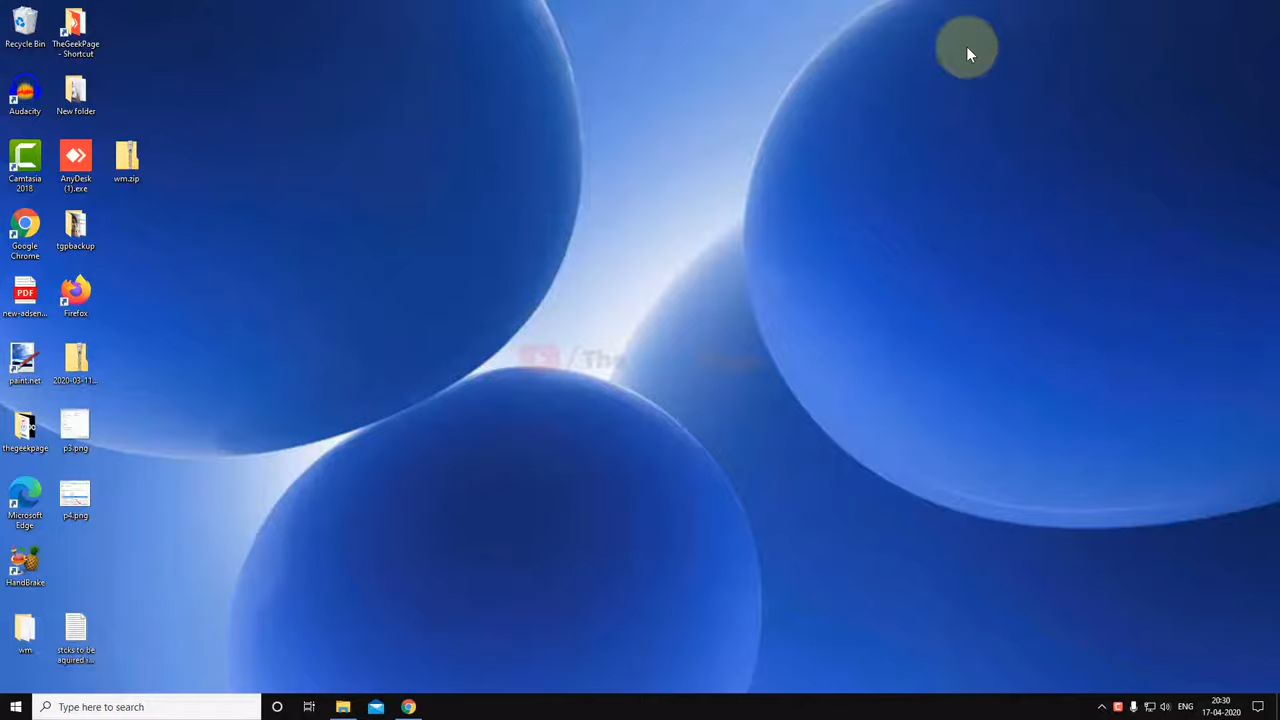 Recycle Bin
TheGeekPage
- Shortcut
Audacity
New folder
Camtasia
2018
AnyDesk
(1).exe
wm.zip
Google
Chrome
tgpbackup
PDF
new-adsen...
Firefox
paint.net
2020-03-11...
thegeekpage
p3.png
Microsoft
Edge
p4.png
HandBrake
wm
stcks to be
aquired i...
/The
Type here to search
ENG
20:30
17-04-2020